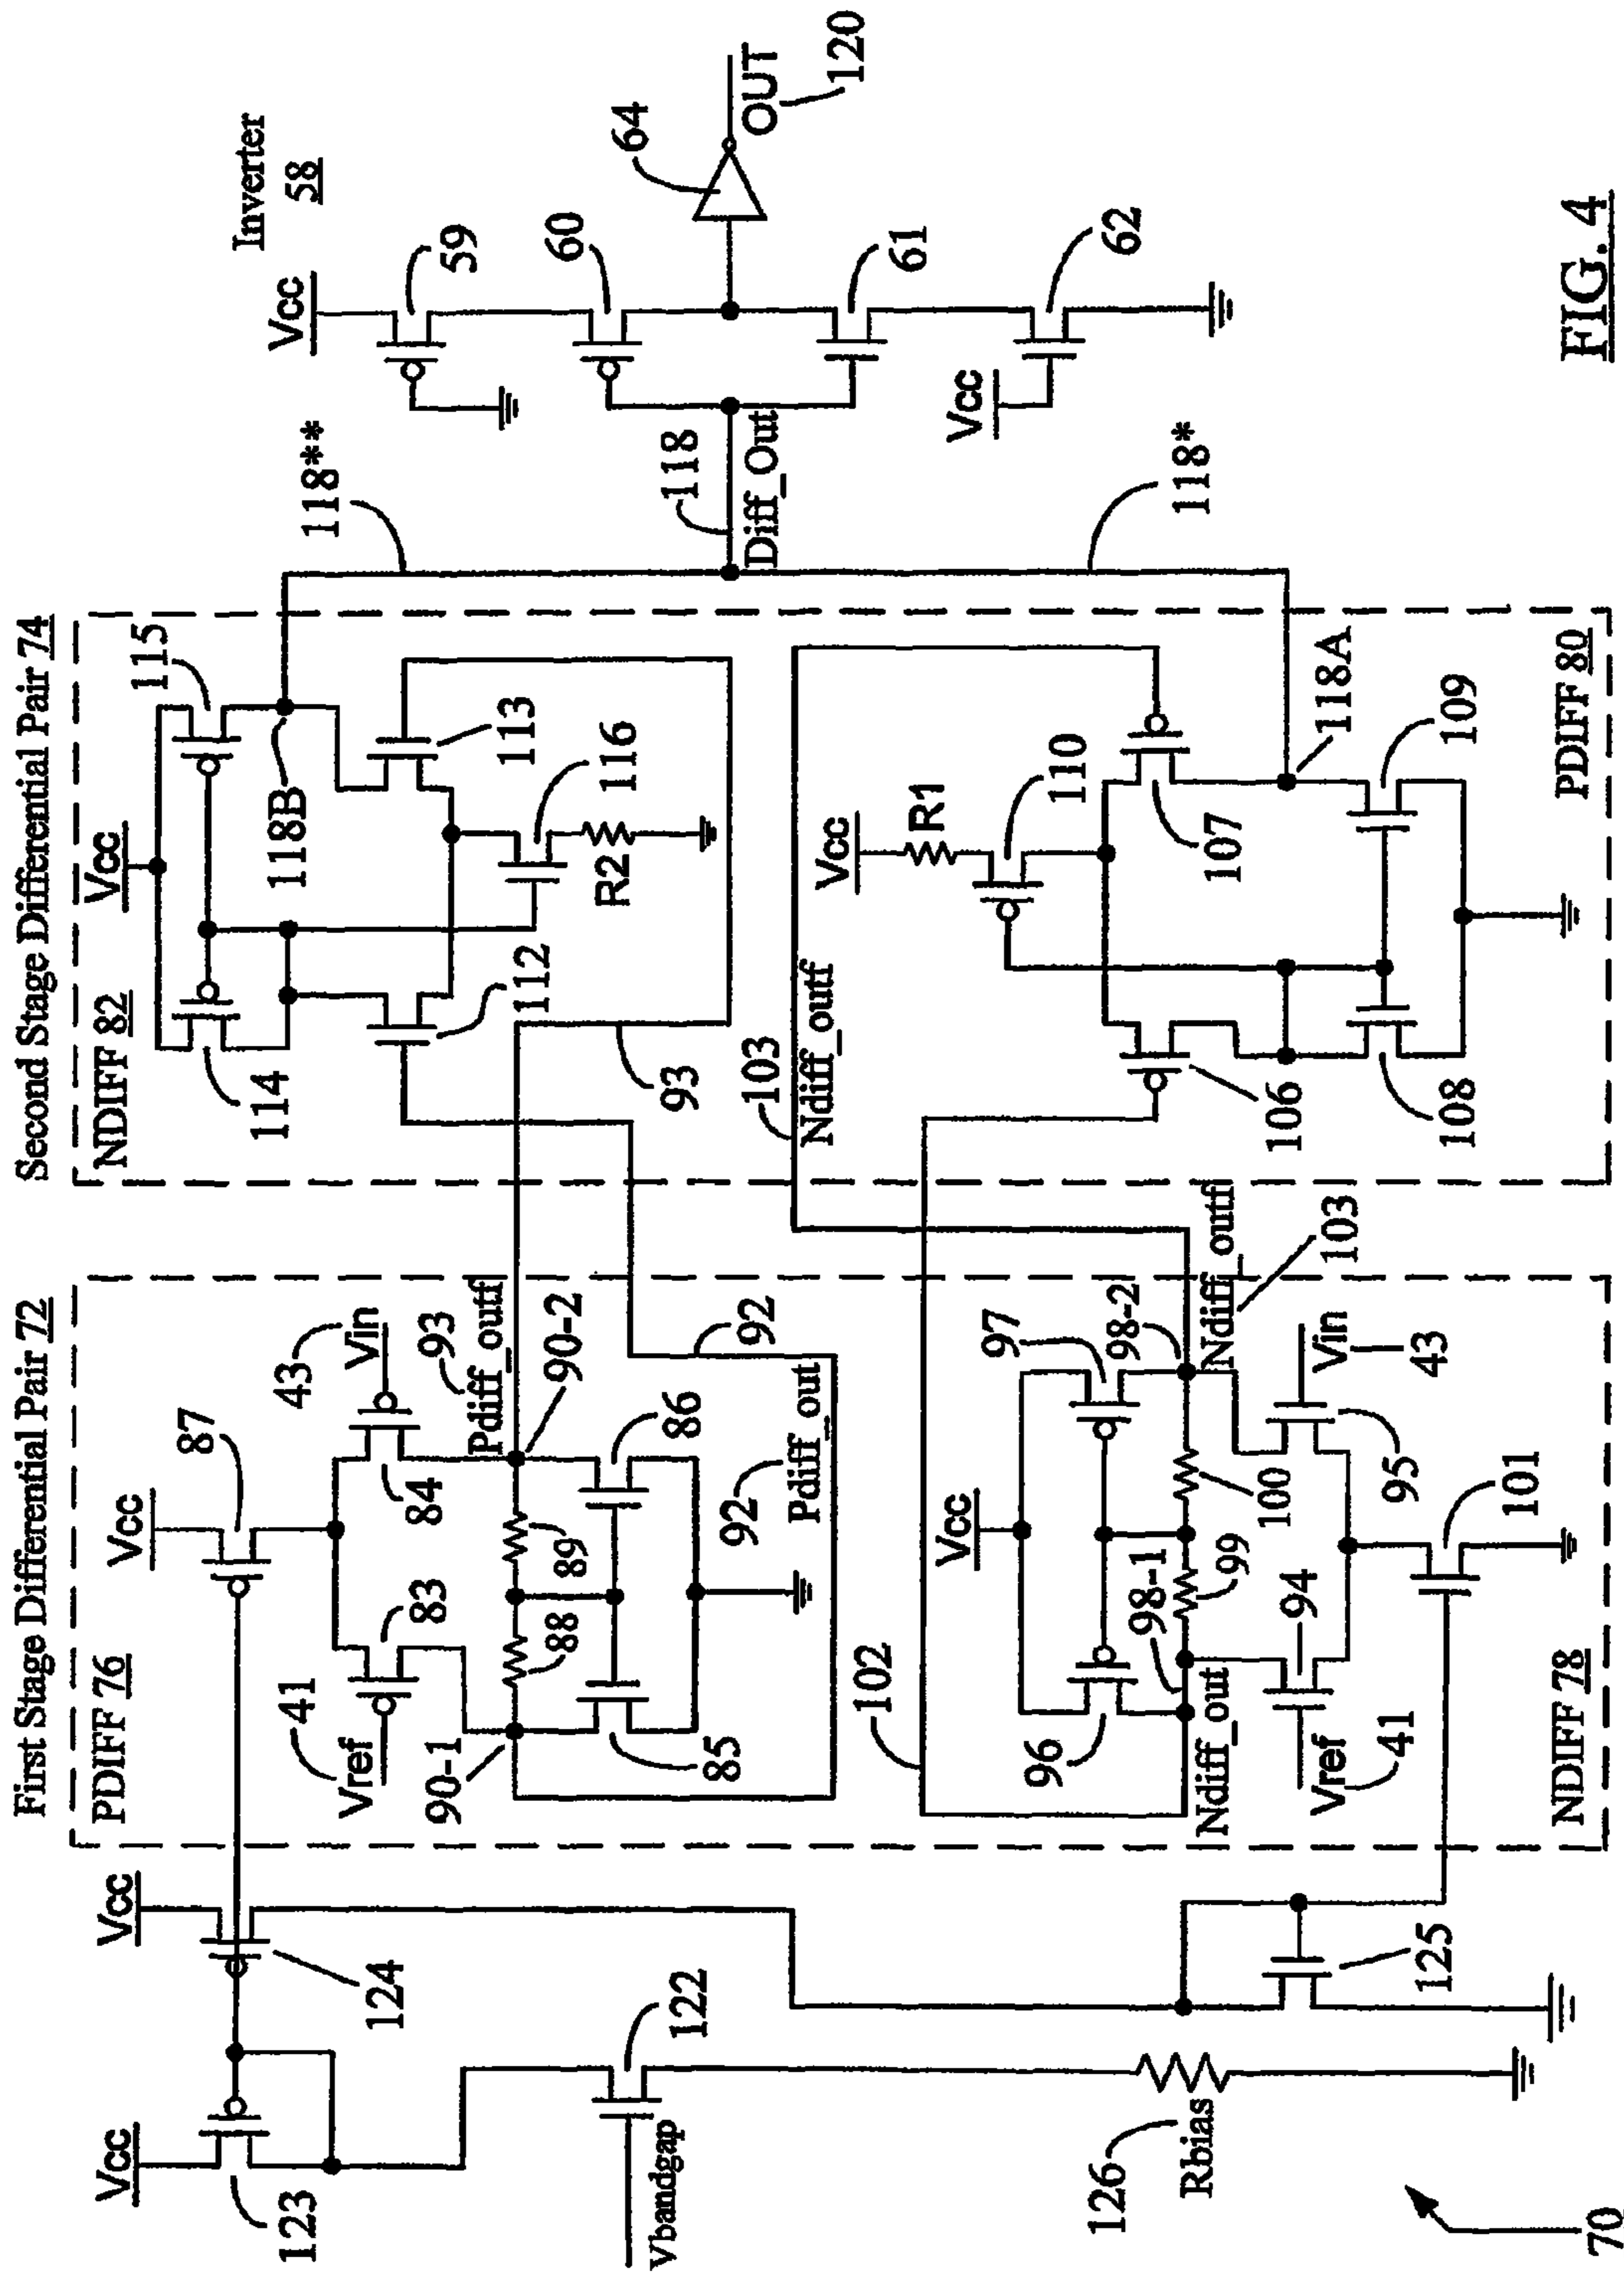 First Stage Differential Pair 72
Second Stage Differential Pair 74
PDIFF 76
NDIFF 82
Vcc
123
Vcc
124
Vcc
87
41
Vref
83
43
Vin
84
93
Pdiff_outf
90-1
88
89
90-2
85
86
92
Pdiff_out
92
Vcc
114
115
118B
112
113
116
R2
93
118**
118
Diff_Out
118*
Inverter
58
Vcc
59
60
61
62
Vcc
64
OUT
120
Vbandgap
122
126
Rbias
125
102
Vcc
96
97
98-1
98-2
99
100
Ndiff_out
Ndiff_outf
103
Vref
41
94
95
Vin
43
101
NDIFF 78
103
Ndiff_outf
Vcc
R1
110
106
107
118A
108
109
PDIFF 80
70
FIG. 4